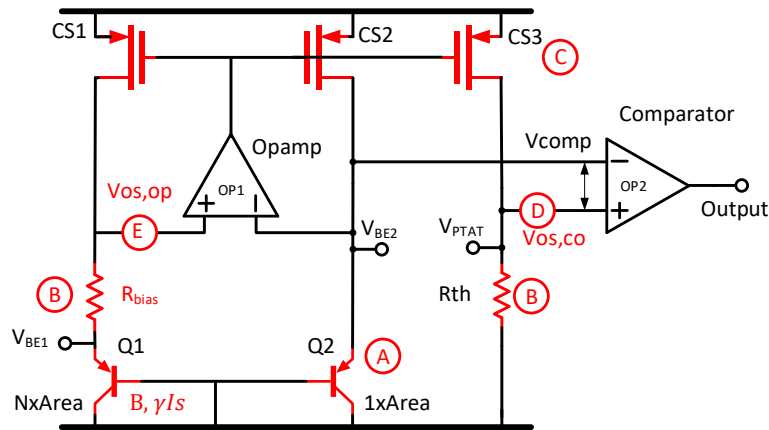 CS1
CS2
CS3
C
Comparator
Opamp
Vcomp
Vos,op
OP1
OP2
+
−
−
+
E
D
Output
VBE2
VPTAT
Vos,co
B
Rbias
Rth
B
VBE1
Q1
Q2
A
NxArea
B, γIs
1xArea